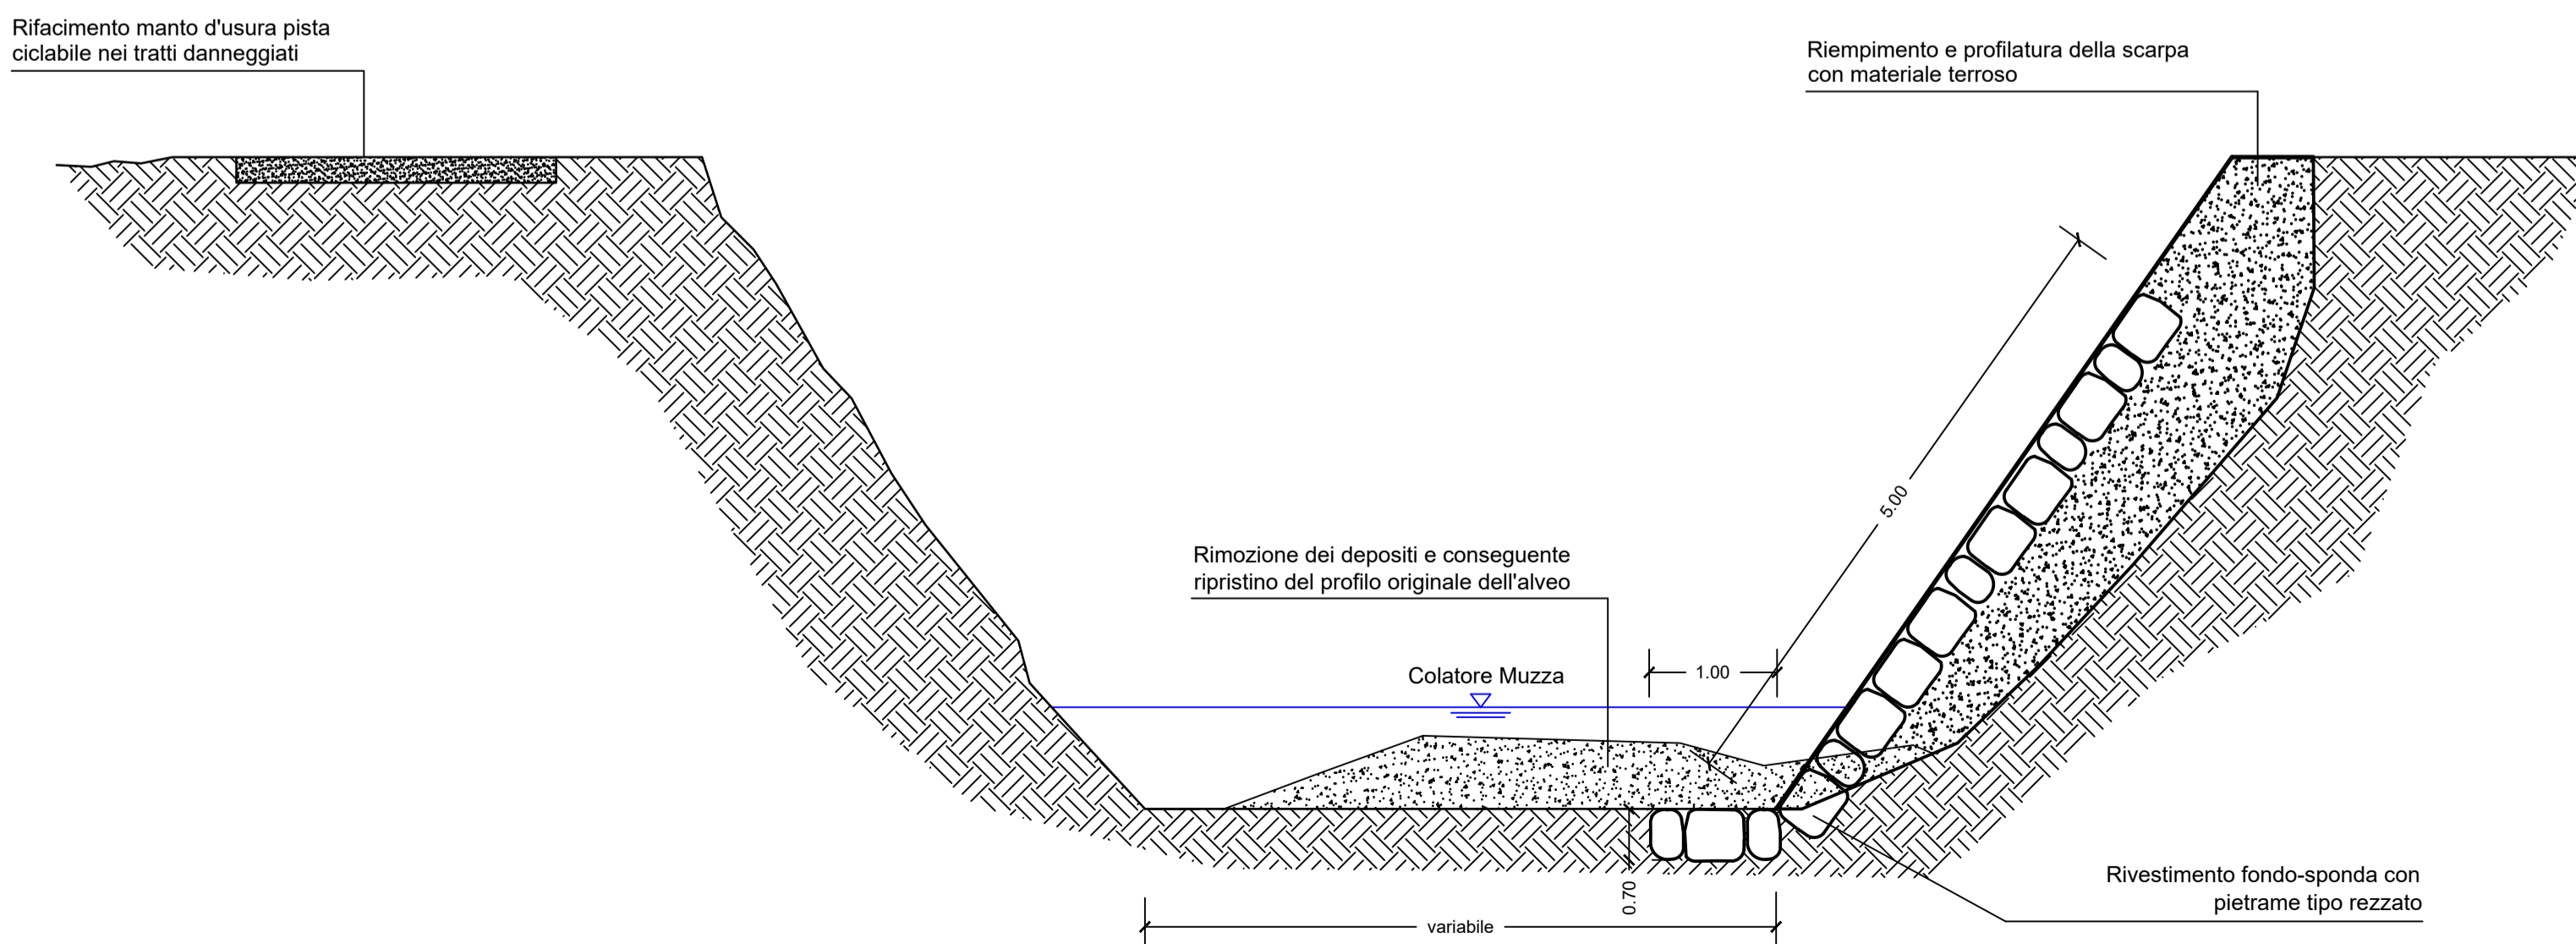 Rifacimento manto d'usura pista
ciclabile nei tratti danneggiati
Riempimento e profilatura della scarpa
con materiale terroso
5.00
Rimozione dei depositi e conseguente
ripristino del profilo originale dell'alveo
Colatore Muzza
1.00
0.70
Rivestimento fondo-sponda con
pietrame tipo rezzato
variabile